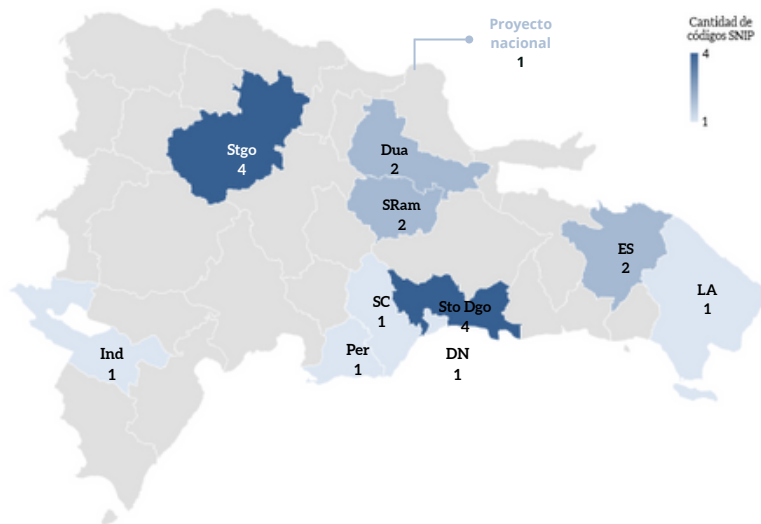 Proyecto
nacional
1
Cantidad de
códigos SNIP
4
1
Stgo
4
Dua
2
SRam
2
ES
2
LA
1
SC
1
Sto Dgo
4
Per
1
DN
1
Ind
1